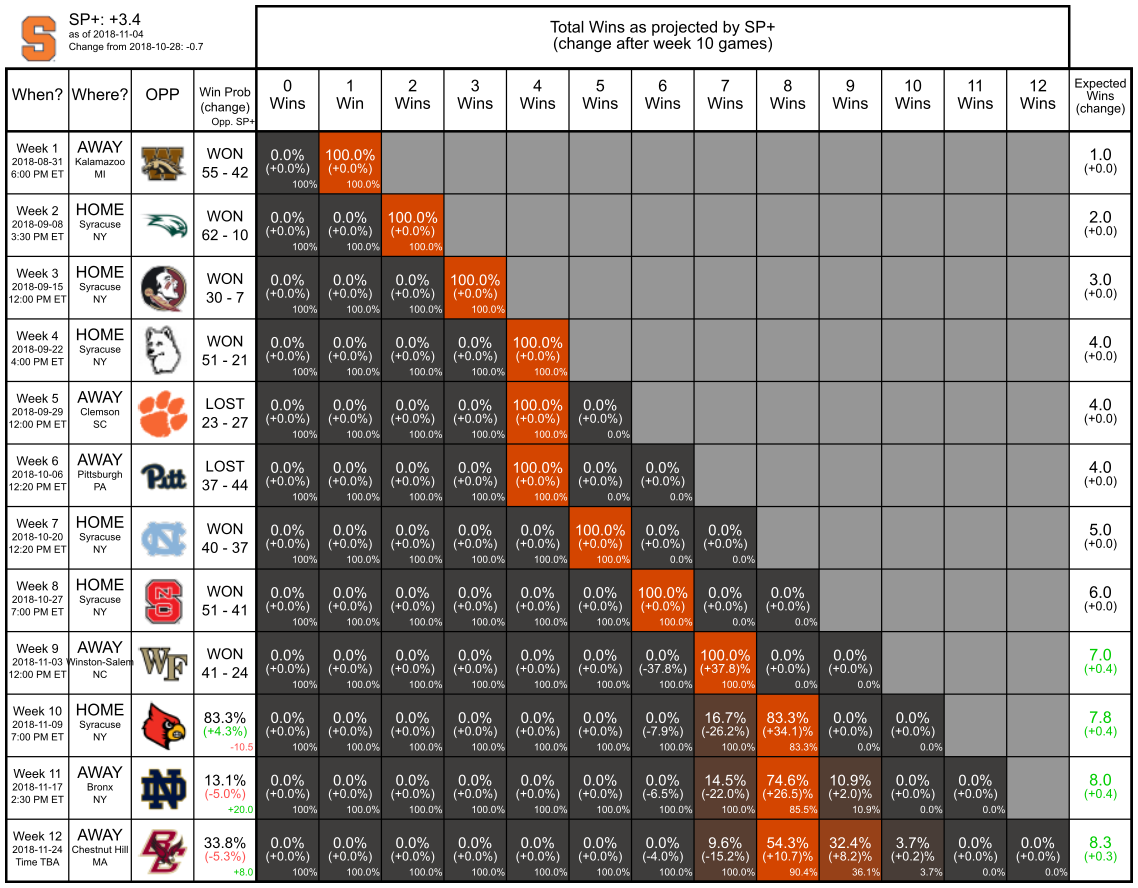 S
SP+: +3.4
as of 2018-11-04
Change from 2018-10-28: -0.7
Total Wins as projected by SP+
(change after week 10 games)
When? Where? OPP Win Prob (change) Opp. SP+ 0 Wins 1 Win 2 Wins 3 Wins 4 Wins 5 Wins 6 Wins 7 Wins 8 Wins 9 Wins 10 Wins 11 Wins 12 Wins Expected Wins (change)
Week 1 AWAY WON 0.0% 100.0% 1.0
2018-08-31 Kalamazoo W (+0.0%) (+0.0%) (+0.0)
6:00 PM ET MI 55 - 42 100% 100.0%
Week 2 HOME WON 0.0% 0.0% 100.0% 2.0
2018-09-08 Syracuse (+0.0%) (+0.0%) (+0.0%) (+0.0)
3:30 PM ET NY 62 - 10 100% 100.0% 100.0%
Week 3 HOME WON 0.0% 0.0% 0.0% 100.0% 3.0
2018-09-15 Syracuse (+0.0%) (+0.0%) (+0.0%) (+0.0%) (+0.0)
12:00 PM ET NY 30 - 7 100% 100.0% 100.0% 100.0%
Week 4 HOME WON 0.0% 0.0% 0.0% 0.0% 100.0% 4.0
2018-09-22 Syracuse (+0.0%) (+0.0%) (+0.0%) (+0.0%) (+0.0%) (+0.0)
4:00 PM ET NY 51 - 21 100% 100.0% 100.0% 100.0% 100.0%
Week 5 AWAY LOST 0.0% 0.0% 0.0% 0.0% 100.0% 0.0% 4.0
2018-09-29 Clemson (+0.0%) (+0.0%) (+0.0%) (+0.0%) (+0.0%) (+0.0%) (+0.0)
12:00 PM ET SC 23 - 27 100% 100.0% 100.0% 100.0% 100.0% 0.0%
Week 6 AWAY LOST 0.0% 0.0% 0.0% 0.0% 100.0% 0.0% 0.0% 4.0
2018-10-06 Pittsburgh Pitt (+0.0%) (+0.0%) (+0.0%) (+0.0%) (+0.0%) (+0.0%) (+0.0%) (+0.0)
12:20 PM ET PA 37 - 44 100% 100.0% 100.0% 100.0% 100.0% 0.0% 0.0%
Week 7 HOME WON 0.0% 0.0% 0.0% 0.0% 0.0% 100.0% 0.0% 0.0% 5.0
2018-10-20 Syracuse NC (+0.0%) (+0.0%) (+0.0%) (+0.0%) (+0.0%) (+0.0%) (+0.0%) (+0.0%) (+0.0)
12:20 PM ET NY 40 - 37 100% 100.0% 100.0% 100.0% 100.0% 100.0% 0.0% 0.0%
Week 8 HOME WON 0.0% 0.0% 0.0% 0.0% 0.0% 0.0% 100.0% 0.0% 0.0% 6.0
2018-10-27 Syracuse S (+0.0%) (+0.0%) (+0.0%) (+0.0%) (+0.0%) (+0.0%) (+0.0%) (+0.0%) (+0.0%) (+0.0)
7:00 PM ET NY 51 - 41 100% 100.0% 100.0% 100.0% 100.0% 100.0% 100.0% 0.0% 0.0%
Week 9 AWAY WON 0.0% 0.0% 0.0% 0.0% 0.0% 0.0% 0.0% 100.0% 0.0% 0.0% 7.0
2018-11-03 Winston-Salem WF (+0.0%) (+0.0%) (+0.0%) (+0.0%) (+0.0%) (+0.0%) (-37.8%) (+37.8)% (+0.0%) (+0.0%) (+0.4)
12:00 PM ET NC 41 - 24 100% 100.0% 100.0% 100.0% 100.0% 100.0% 100.0% 100.0% 0.0% 0.0%
Week 10 HOME 83.3% 0.0% 0.0% 0.0% 0.0% 0.0% 0.0% 0.0% 16.7% 83.3% 0.0% 0.0% 7.8
2018-11-09 Syracuse (+4.3%) (+0.0%) (+0.0%) (+0.0%) (+0.0%) (+0.0%) (+0.0%) (-7.9%) (-26.2%) (+34.1)% (+0.0%) (+0.0%) (+0.4)
7:00 PM ET NY -10.5 100% 100.0% 100.0% 100.0% 100.0% 100.0% 100.0% 100.0% 83.3% 0.0% 0.0%
Week 11 AWAY 13.1% 0.0% 0.0% 0.0% 0.0% 0.0% 0.0% 0.0% 14.5% 74.6% 10.9% 0.0% 0.0% 8.0
2018-11-17 Bronx ND (-5.0%) (+0.0%) (+0.0%) (+0.0%) (+0.0%) (+0.0%) (+0.0%) (-6.5%) (-22.0%) (+26.5)% (+2.0)% (+0.0%) (+0.0%) (+0.4)
2:30 PM ET NY +20.0 100% 100.0% 100.0% 100.0% 100.0% 100.0% 100.0% 100.0% 85.5% 10.9% 0.0% 0.0%
Week 12 AWAY 33.8% 0.0% 0.0% 0.0% 0.0% 0.0% 0.0% 0.0% 9.6% 54.3% 32.4% 3.7% 0.0% 0.0% 8.3
2018-11-24 Chestnut Hill BC (-5.3%) (+0.0%) (+0.0%) (+0.0%) (+0.0%) (+0.0%) (+0.0%) (-4.0%) (-15.2%) (+10.7)% (+8.2)% (+0.2)% (+0.0%) (+0.0%) (+0.3)
Time TBA MA +8.0 100% 100.0% 100.0% 100.0% 100.0% 100.0% 100.0% 100.0% 90.4% 36.1% 3.7% 0.0% 0.0%